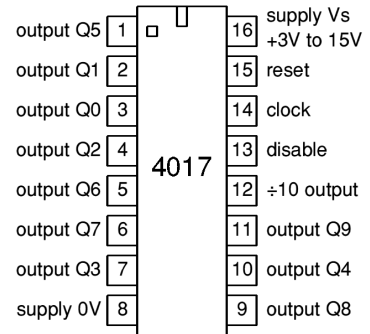 output Q5 1
output Q1 2
output Q0 3
output Q2 4
output Q6 5
output Q7 6
output Q3 7
supply 0V 8
4017
16 supply Vs
+3V to 15V
15 reset
14 clock
13 disable
12 ÷10 output
11 output Q9
10 output Q4
9 output Q8